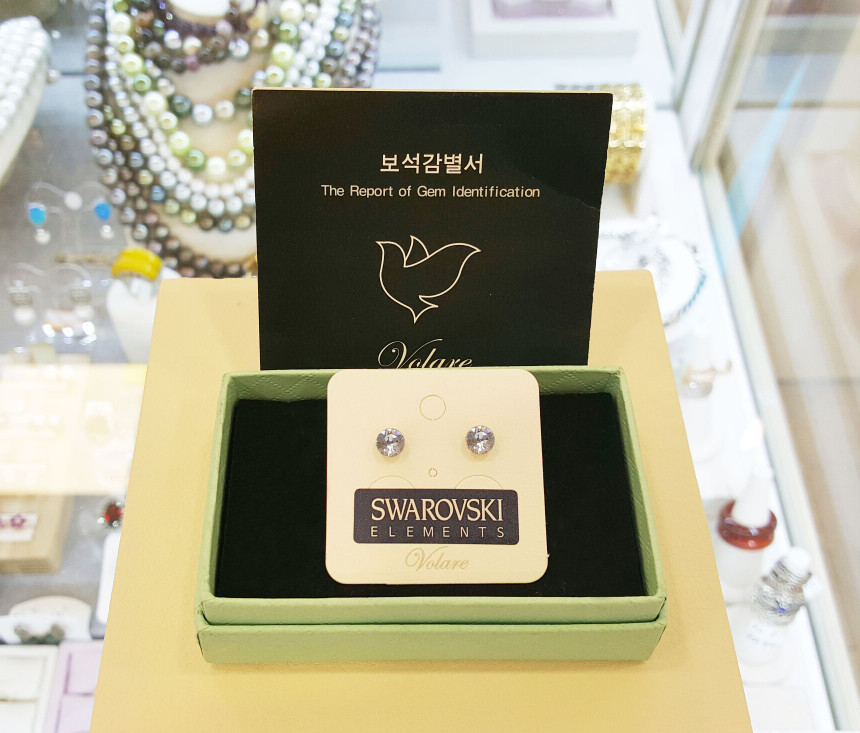 보석감별서
The Report of Gem Identification
Volare
SWAROVSKI
ELEMENTS
Volare